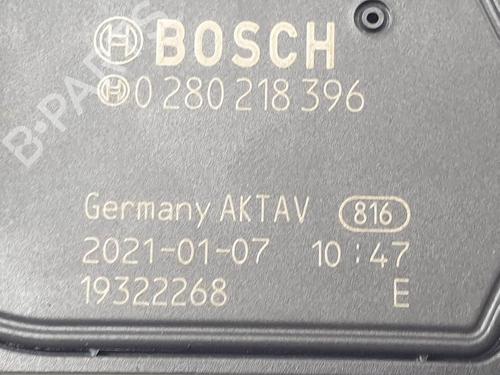 BOSCH
0 280 218 396
Germany AKTAV 816
2021-01-07 10:47
19322268 E
B-PARTS